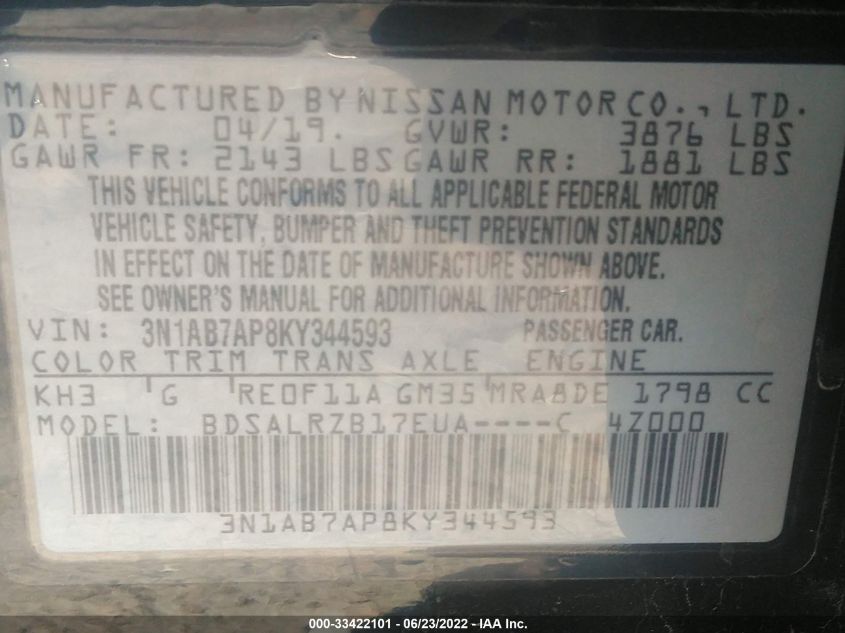 MANUFACTURED BY NISSAN MOTOR CO., LTD.
DATE: 04/19. GVWR: 3876 LBS
GAWR FR: 2143 LBS GAWR RR: 1881 LBS
THIS VEHICLE CONFORMS TO ALL APPLICABLE FEDERAL MOTOR
VEHICLE SAFETY, BUMPER AND THEFT PREVENTION STANDARDS
IN EFFECT ON THE DATE OF MANUFACTURE SHOWN ABOVE.
SEE OWNER'S MANUAL FOR ADDITIONAL INFORMATION.
VIN: 3N1AB7AP8KY344593 PASSENGER CAR.
COLOR TRIM TRANS AXLE ENGINE
KH3 G RE0F11A GM35 MRA8DE 1798 CC
MODEL: BDSALRZB17EUA----C 4Z000
3N1AB7AP8KY344593
000-33422101 - 06/23/2022 - IAA Inc.